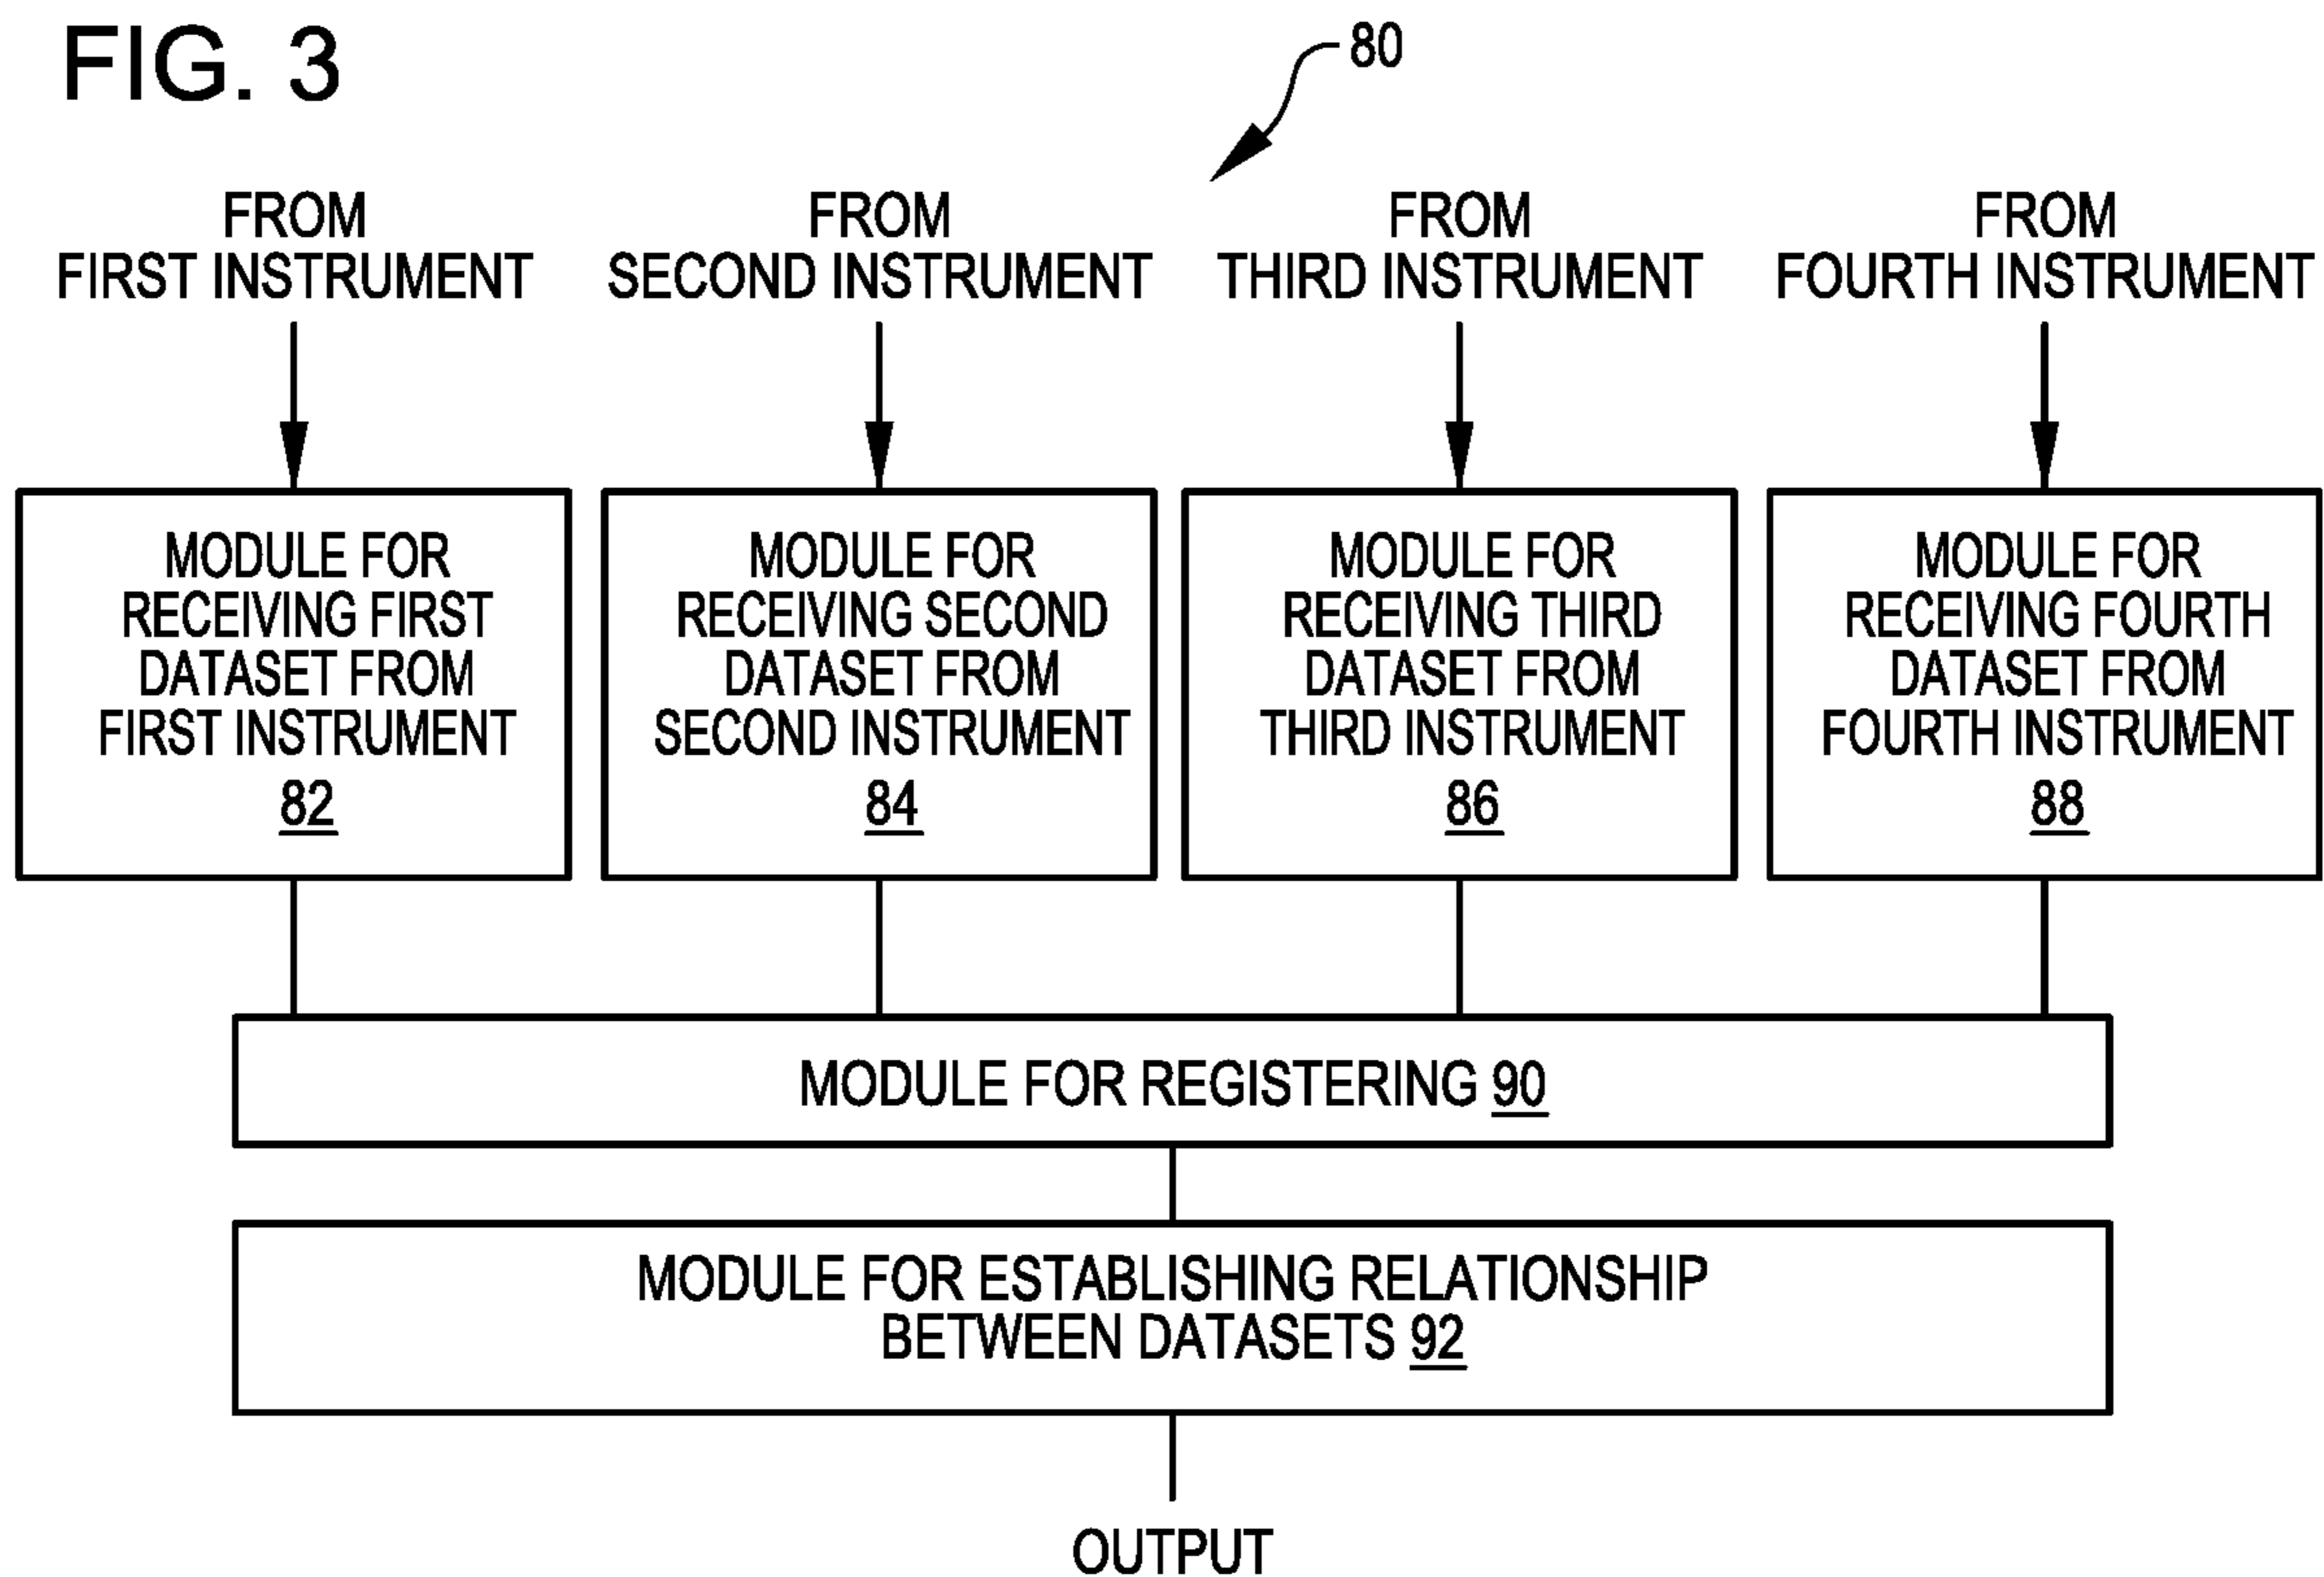 FIG. 3
80
FROM
FIRST INSTRUMENT
FROM
SECOND INSTRUMENT
FROM
THIRD INSTRUMENT
FROM
FOURTH INSTRUMENT
MODULE FOR
RECEIVING FIRST
DATASET FROM
FIRST INSTRUMENT
82
MODULE FOR
RECEIVING SECOND
DATASET FROM
SECOND INSTRUMENT
84
MODULE FOR
RECEIVING THIRD
DATASET FROM
THIRD INSTRUMENT
86
MODULE FOR
RECEIVING FOURTH
DATASET FROM
FOURTH INSTRUMENT
88
MODULE FOR REGISTERING 90
MODULE FOR ESTABLISHING RELATIONSHIP
BETWEEN DATASETS 92
OUTPUT